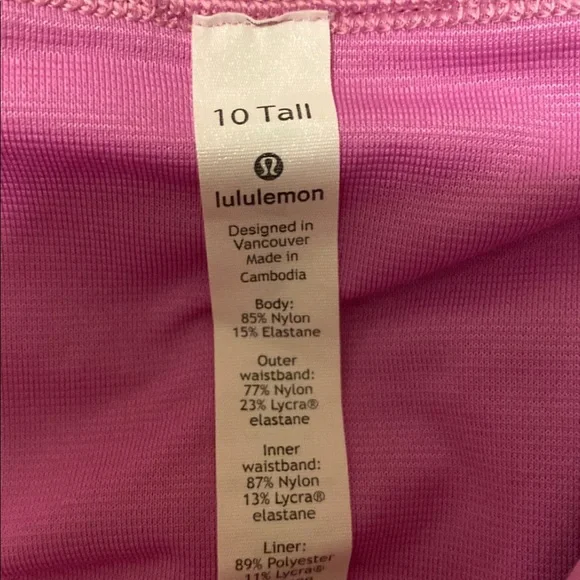 10 Tall
lululemon
Designed in
Vancouver
Made in
Cambodia
Body:
85% Nylon
15% Elastane
Outer
waistband:
77% Nylon
23% Lycra®
elastane
Inner
waistband:
87% Nylon
13% Lycra®
elastane
Liner:
89% Polyester
11% Lycra®